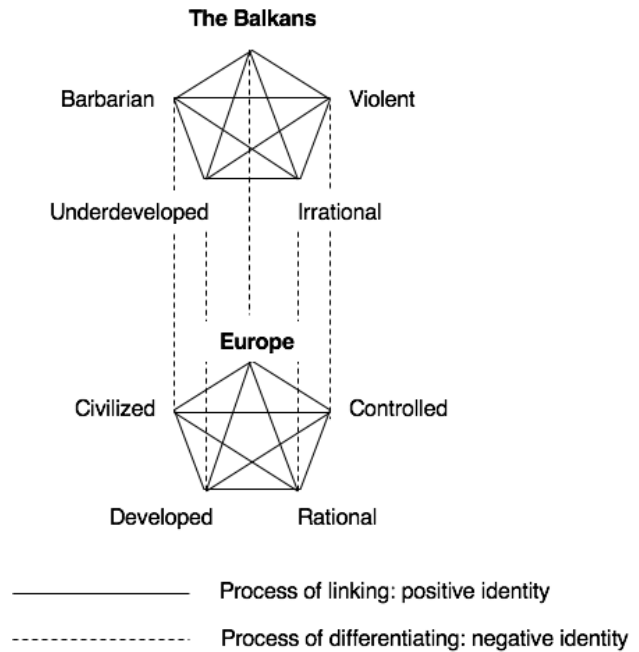 The Balkans
Barbarian
Violent
Underdeveloped
Irrational
Europe
Civilized
Controlled
Developed
Rational
Process of linking: positive identity
Process of differentiating: negative identity